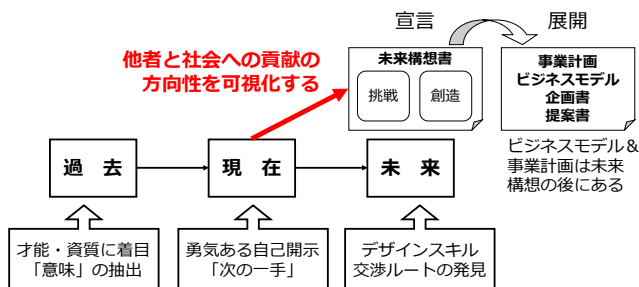 宣言
展開
他者と社会への貢献の
方向性を可視化する
未来構想書
挑戦
創造
事業計画
ビジネスモデル
企画書
提案書
ビジネスモデル＆
事業計画は未来
構想の後にある
過　去
現　在
未　来
才能・資質に着目
「意味」の抽出
勇気ある自己開示
「次の一手」
デザインスキル
交渉ルートの発見